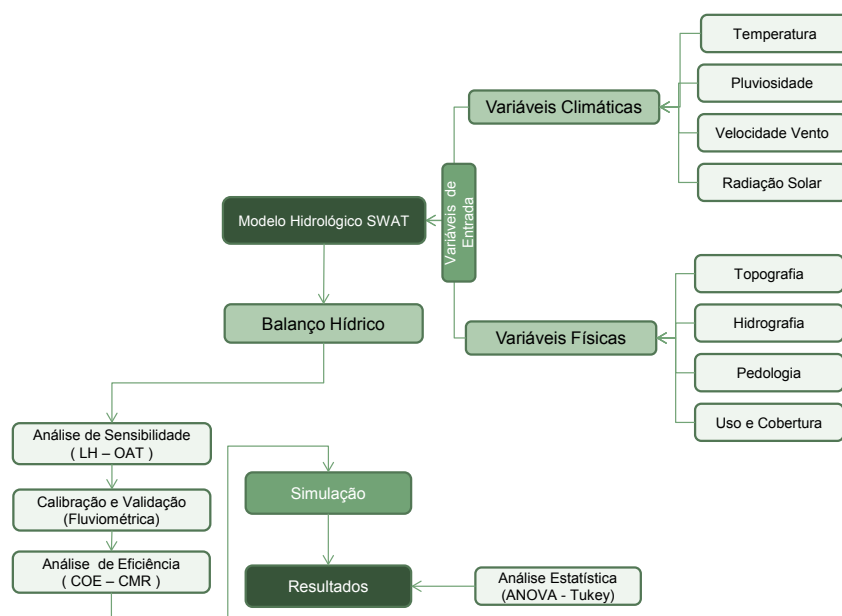 Temperatura
Variáveis Climáticas
Pluviosidade
Velocidade Vento
Radiação Solar
Modelo Hidrológico SWAT
Variáveis de
Entrada
Topografia
Balanço Hídrico
Variáveis Físicas
Hidrografia
Pedologia
Uso e Cobertura
Análise de Sensibilidade
( LH – OAT )
Calibração e Validação
(Fluviométrica)
Análise de Eficiência
( COE – CMR )
Simulação
Resultados
Análise Estatística
(ANOVA - Tukey)